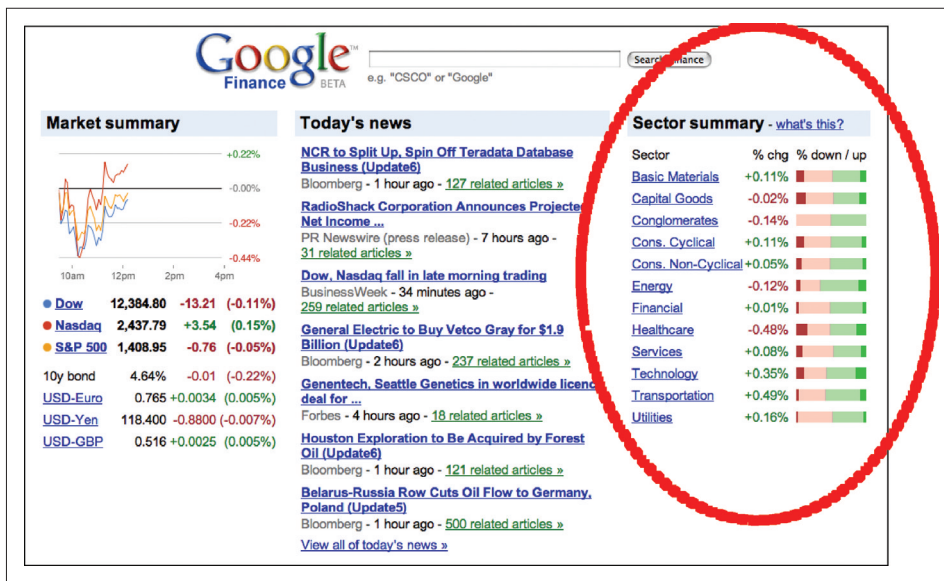 Google™
Finance BETA
Search Finance
e.g. "CSCO" or "Google"
Market summary
+0.22%
-0.00%
-0.22%
-0.44%
10am 12pm 2pm 4pm
Dow 12,384.80 -13.21 (-0.11%)
Nasdaq 2,437.79 +3.54 (0.15%)
S&P 500 1,408.95 -0.76 (-0.05%)
10y bond 4.64% -0.01 (-0.22%)
USD-Euro 0.765 +0.0034 (0.005%)
USD-Yen 118.400 -0.8800 (-0.007%)
USD-GBP 0.516 +0.0025 (0.005%)
Today's news
NCR to Split Up, Spin Off Teradata Database
Business (Update6)
Bloomberg - 1 hour ago - 127 related articles »
RadioShack Corporation Announces Projected
Net Income ...
PR Newswire (press release) - 7 hours ago -
31 related articles »
Dow, Nasdaq fall in late morning trading
BusinessWeek - 34 minutes ago -
259 related articles »
General Electric to Buy Vetco Gray for $1.9
Billion (Update6)
Bloomberg - 2 hours ago - 237 related articles »
Genentech, Seattle Genetics in worldwide licence
deal for ...
Forbes - 4 hours ago - 18 related articles »
Houston Exploration to Be Acquired by Forest
Oil (Update6)
Bloomberg - 1 hour ago - 121 related articles »
Belarus-Russia Row Cuts Oil Flow to Germany,
Poland (Update5)
Bloomberg - 1 hour ago - 500 related articles »
View all of today's news »
Sector summary - what's this?
Sector % chg % down / up
Basic Materials +0.11%
Capital Goods -0.02%
Conglomerates -0.14%
Cons. Cyclical +0.11%
Cons. Non-Cyclical +0.05%
Energy -0.12%
Financial +0.01%
Healthcare -0.48%
Services +0.08%
Technology +0.35%
Transportation +0.49%
Utilities +0.16%